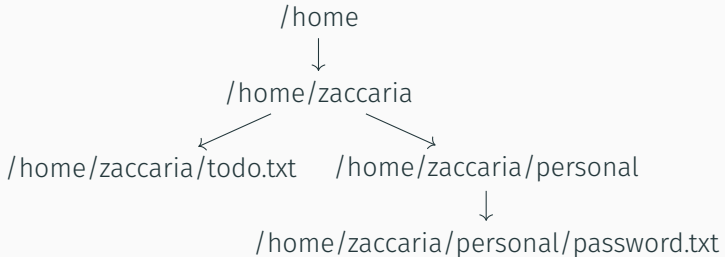 /home
/home/zaccaria
/home/zaccaria/todo.txt
/home/zaccaria/personal
/home/zaccaria/personal/password.txt